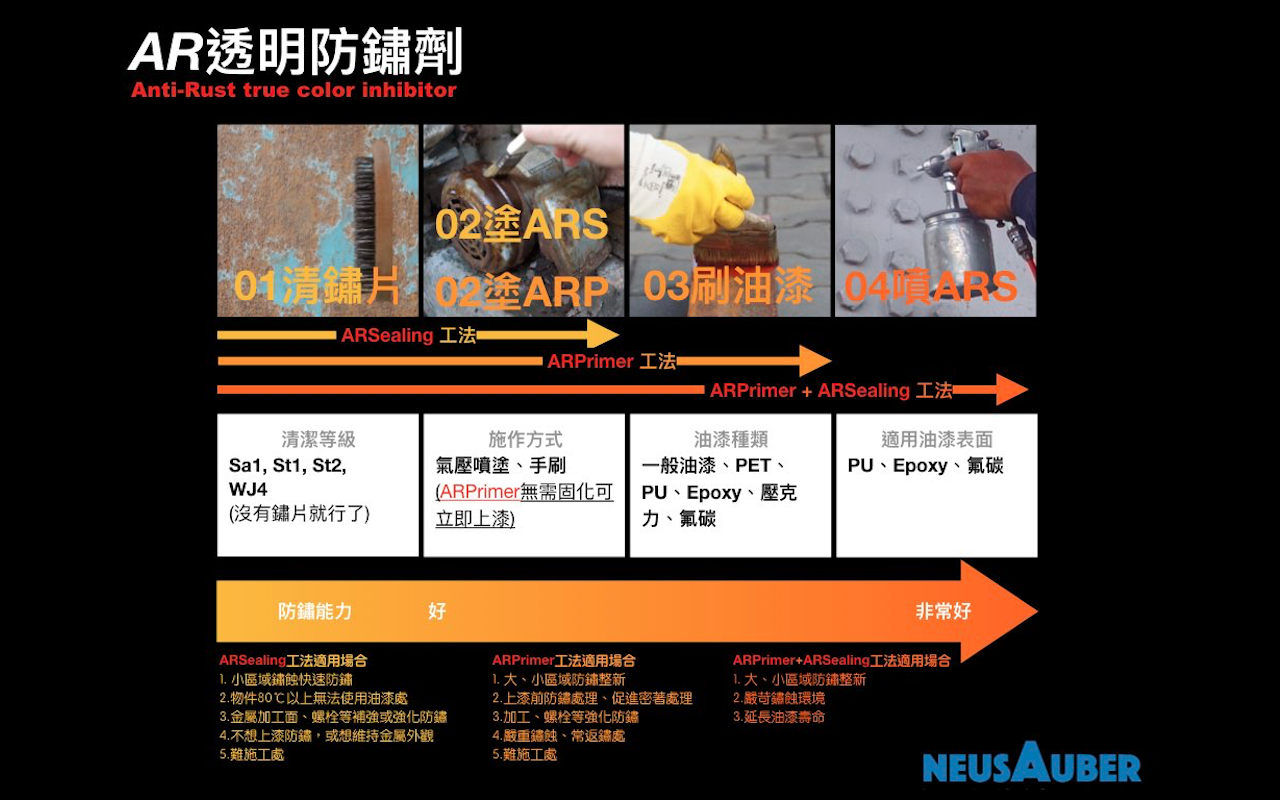 AR透明防鏽劑
Anti-Rust true color inhibitor
01清鏽片
02塗ARS
02塗ARP
03刷油漆
04噴ARS
ARSealing 工法
ARPrimer 工法
ARPrimer + ARSealing 工法
清潔等級
Sa1, St1, St2,
WJ4
(沒有鏽片就行了)
施作方式
氣壓噴塗、手刷
(ARPrimer無需固化可
立即上漆)
油漆種類
一般油漆、PET、
PU、Epoxy、壓克
力、氟碳
適用油漆表面
PU、Epoxy、氟碳
防鏽能力 好 非常好
ARSealing工法適用場合
1. 小區域鏽蝕快速防鏽
2.物件80℃以上無法使用油漆處
3.金屬加工面、螺栓等補強或強化防鏽
4.不想上漆防鏽，或想維持金屬外觀
5.難施工處
ARPrimer工法適用場合
1. 大、小區域防鏽整新
2.上漆前防鏽處理、促進密著處理
3.加工、螺栓等強化防鏽
4.嚴重鏽蝕、常返鏽處
5.難施工處
ARPrimer+ARSealing工法適用場合
1. 大、小區域防鏽整新
2.嚴苛鏽蝕環境
3.延長油漆壽命
NEUSAUBER